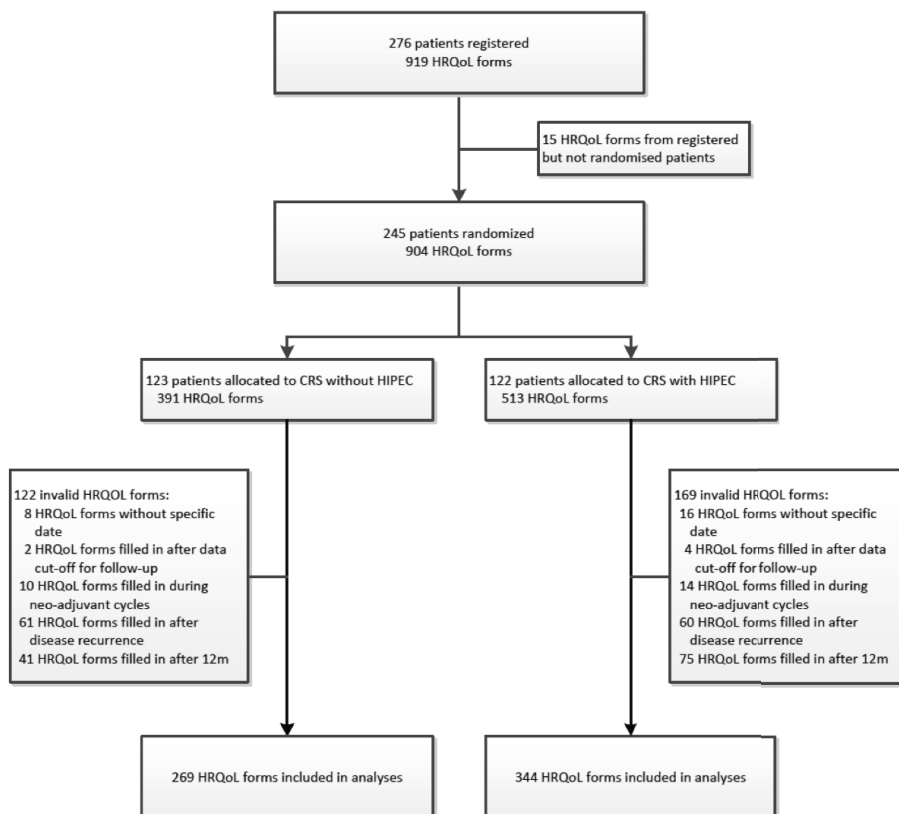 276 patients registered
919 HRQoL forms
15 HRQoL forms from registered
but not randomised patients
245 patients randomized
904 HRQoL forms
123 patients allocated to CRS without HIPEC
391 HRQoL forms
122 patients allocated to CRS with HIPEC
513 HRQoL forms
122 invalid HRQOL forms:
8 HRQoL forms without specific
date
2 HRQoL forms filled in after data
cut-off for follow-up
10 HRQoL forms filled in during
neo-adjuvant cycles
61 HRQoL forms filled in after
disease recurrence
41 HRQoL forms filled in after 12m
169 invalid HRQOL forms:
16 HRQoL forms without specific
date
4 HRQoL forms filled in after data
cut-off for follow-up
14 HRQoL forms filled in during
neo-adjuvant cycles
60 HRQoL forms filled in after
disease recurrence
75 HRQoL forms filled in after 12m
269 HRQoL forms included in analyses
344 HRQoL forms included in analyses